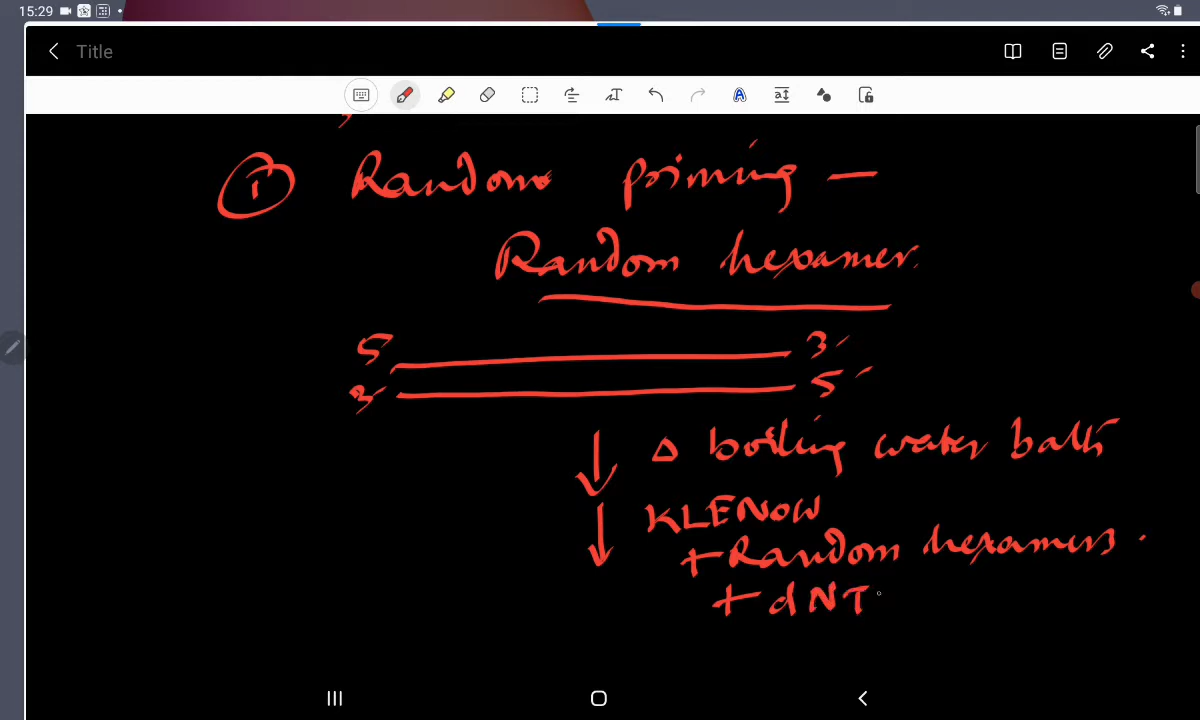 15:29
Title
1 Random priming —
Random hexamer.
5' 3'
3' 5'
Δ boiling water bath
KLENOW
+ Random hexamers.
+ dNT